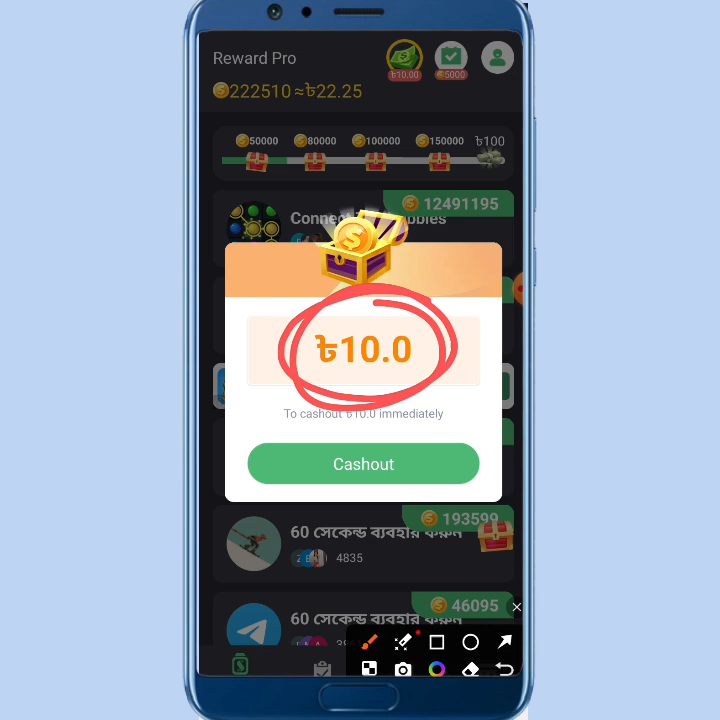 Reward Pro
৳10.00
5000
222510≈৳22.25
50000
80000
100000
150000
৳100
12491195
৳10.0
To cashout ৳10.0 immediately
Cashout
193599
60 সেকেন্ড ব্যবহার করুন
4835
46095
60 সেকেন্ড ব্যবহার করুন